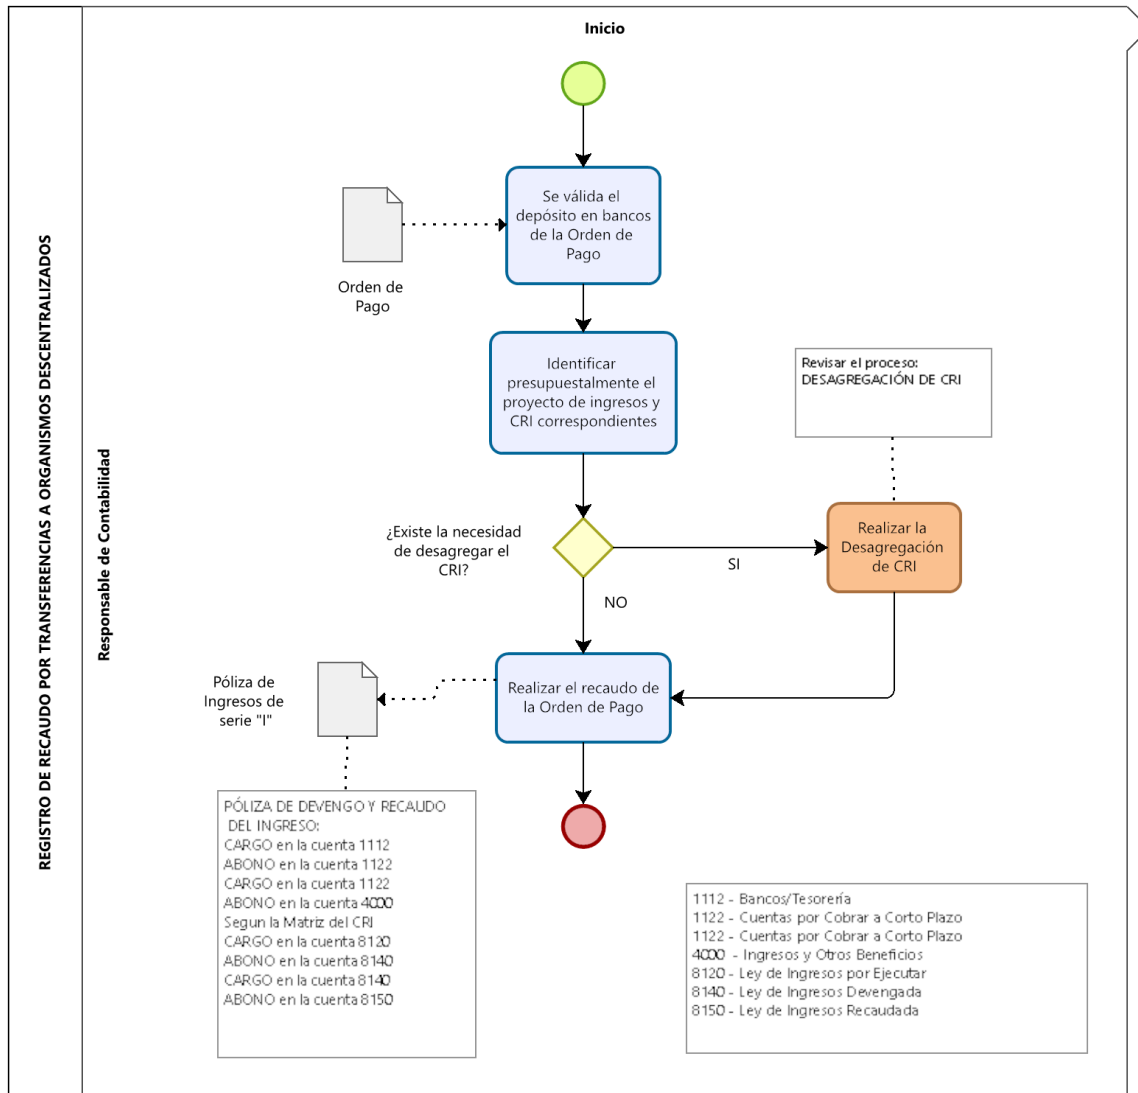 REGISTRO DE RECAUDO POR TRANSFERENCIAS A ORGANISMOS DESCENTRALIZADOS
Responsable de Contabilidad
Inicio
Se válida el
depósito en bancos
de la Orden de
Pago
Orden de
Pago
Identificar
presupuestalmente el
proyecto de ingresos y
CRI correspondientes
Revisar el proceso:
DESAGREGACIÓN DE CRI
¿Existe la necesidad
de desagregar el
CRI?
SI
Realizar la
Desagregación
de CRI
NO
Realizar el recaudo de
la Orden de Pago
Póliza de
Ingresos de
serie "I"
PÓLIZA DE DEVENGO Y RECAUDO
DEL INGRESO:
CARGO en la cuenta 1112
ABONO en la cuenta 1122
CARGO en la cuenta 1122
ABONO en la cuenta 4000
Segun la Matriz del CRI
CARGO en la cuenta 8120
ABONO en la cuenta 8140
CARGO en la cuenta 8140
ABONO en la cuenta 8150
1112 - Bancos/Tesorería
1122 - Cuentas por Cobrar a Corto Plazo
1122 - Cuentas por Cobrar a Corto Plazo
4000 - Ingresos y Otros Beneficios
8120 - Ley de Ingresos por Ejecutar
8140 - Ley de Ingresos Devengada
8150 - Ley de Ingresos Recaudada